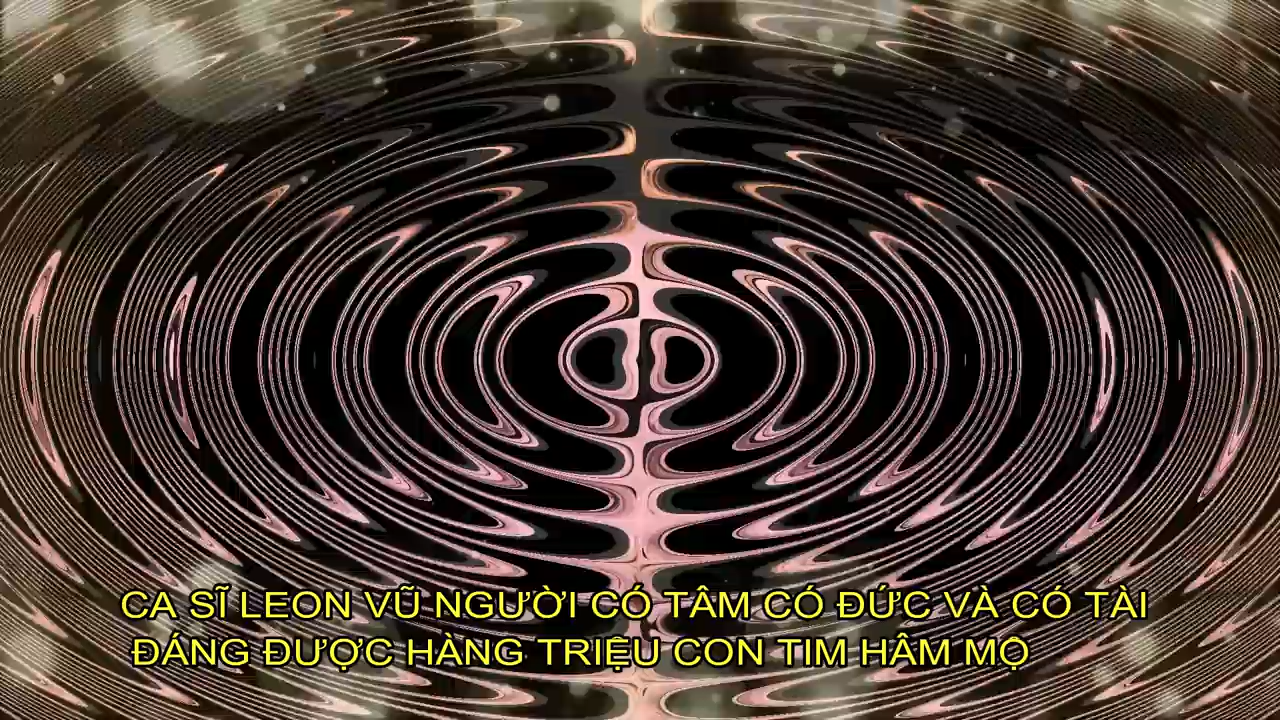 CA SĨ LEON VŨ NGƯỜI CÓ TÂM CÓ ĐỨC VÀ CÓ TÀI
ĐÁNG ĐƯỢC HÀNG TRIỆU CON TIM HÂM MỘ